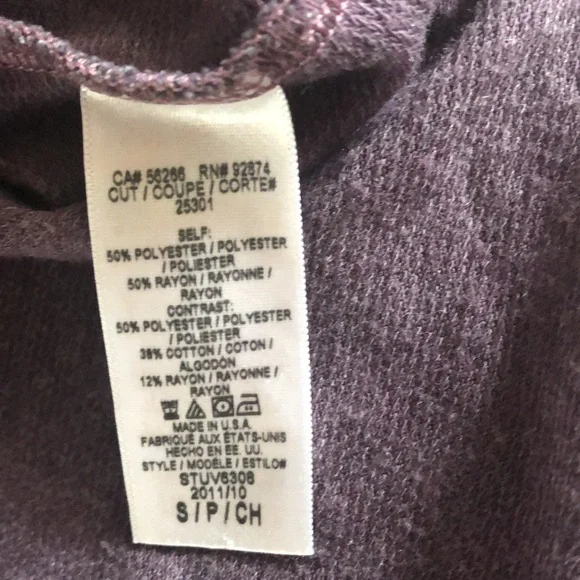 CA# 56266 RN# 92874
CUT / COUPE / CORTE#
25301
SELF:
50% POLYESTER / POLYESTER
/ POLIESTER
50% RAYON / RAYONNE /
RAYON
CONTRAST:
50% POLYESTER / POLYESTER
/ POLIESTER
38% COTTON / COTON /
ALGODÓN
12% RAYON / RAYONNE /
RAYON
MADE IN U.S.A.
FABRIQUÉ AUX ÉTATS-UNIS
HECHO EN EE. UU.
STYLE / MODÈLE / ESTILO#
STUV6308
2011/10
S / P / CH